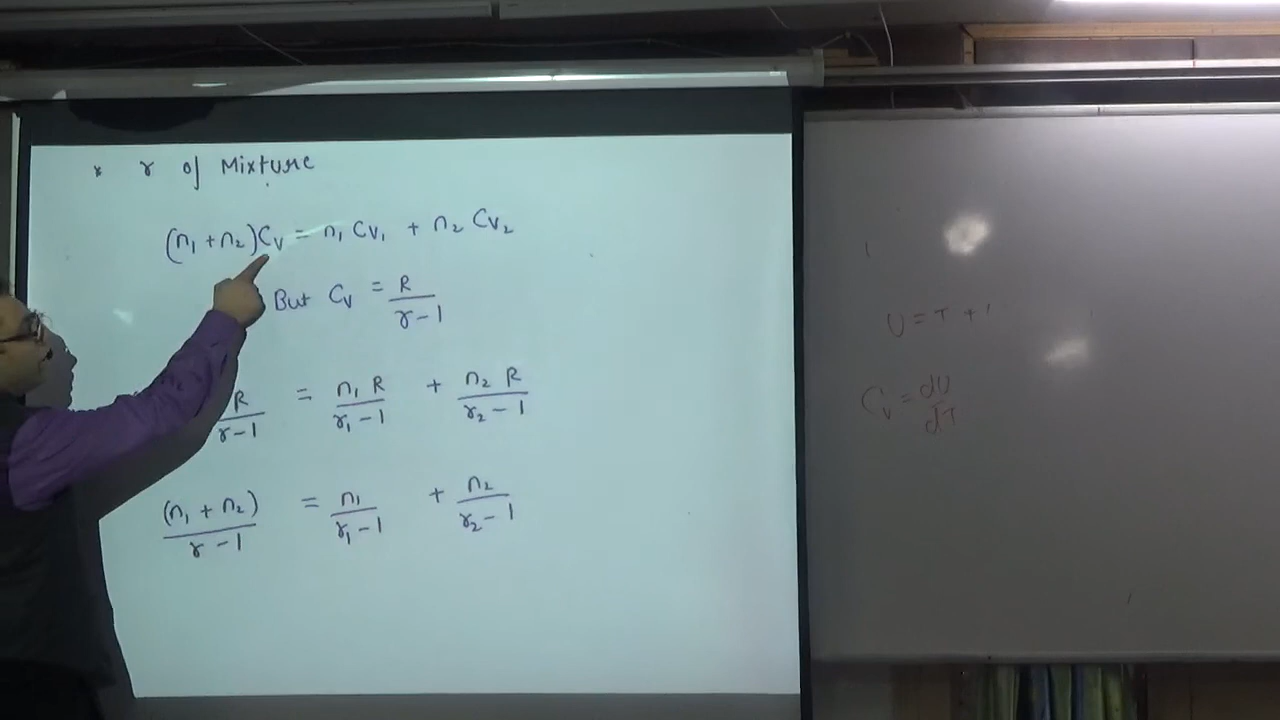 * γ of Mixture
(n₁ + n₂)Cᵥ = n₁ Cᵥ₁ + n₂ Cᵥ₂
But Cᵥ = R/(γ-1)
R/(γ-1) = n₁ R/(γ₁-1) + n₂ R/(γ₂-1)
(n₁ + n₂)/(γ-1) = n₁/(γ₁-1) + n₂/(γ₂-1)
U = T +
Cᵥ = dU/dT